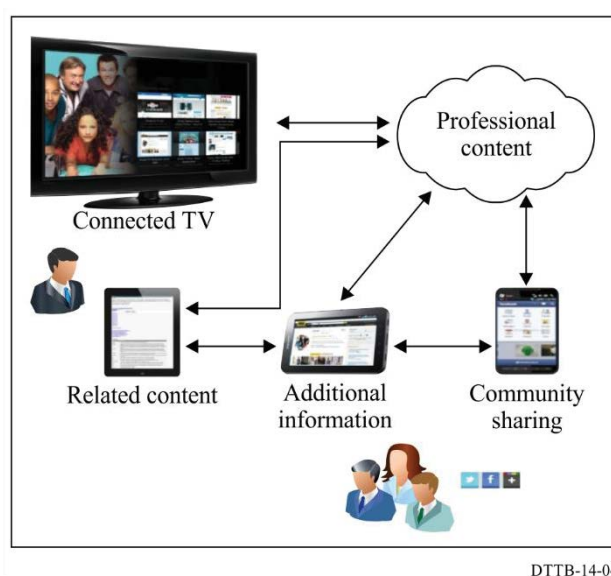 Professional
content
Connected TV
Related content
Additional
information
Community
sharing
DTTB-14-0